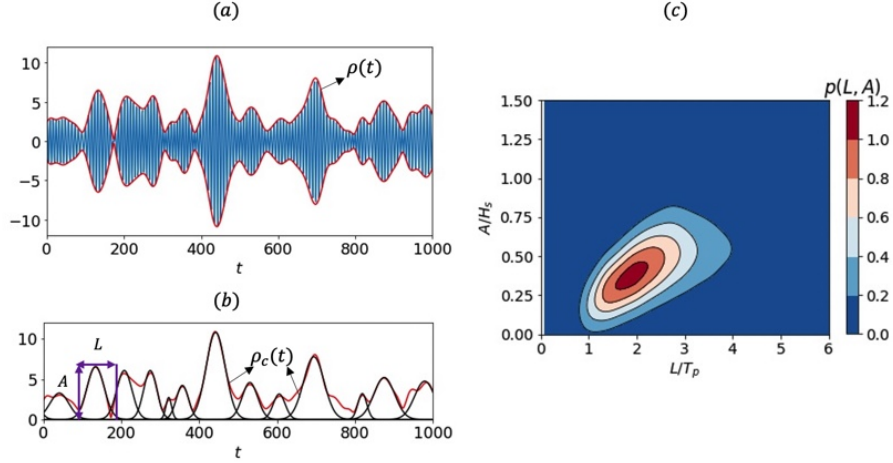 (a)
10
5
0
−5
−10
ρ(t)
0 200 400 600 800 1000
t
(b)
10
5
0
L
A
ρc(t)
0 200 400 600 800 1000
t
(c)
p(L, A)
1.50
1.25
1.00
0.75
0.50
0.25
0.00
A/Hs
0 1 2 3 4 5 6
L/Tp
1.2
1.0
0.8
0.6
0.4
0.2
0.0